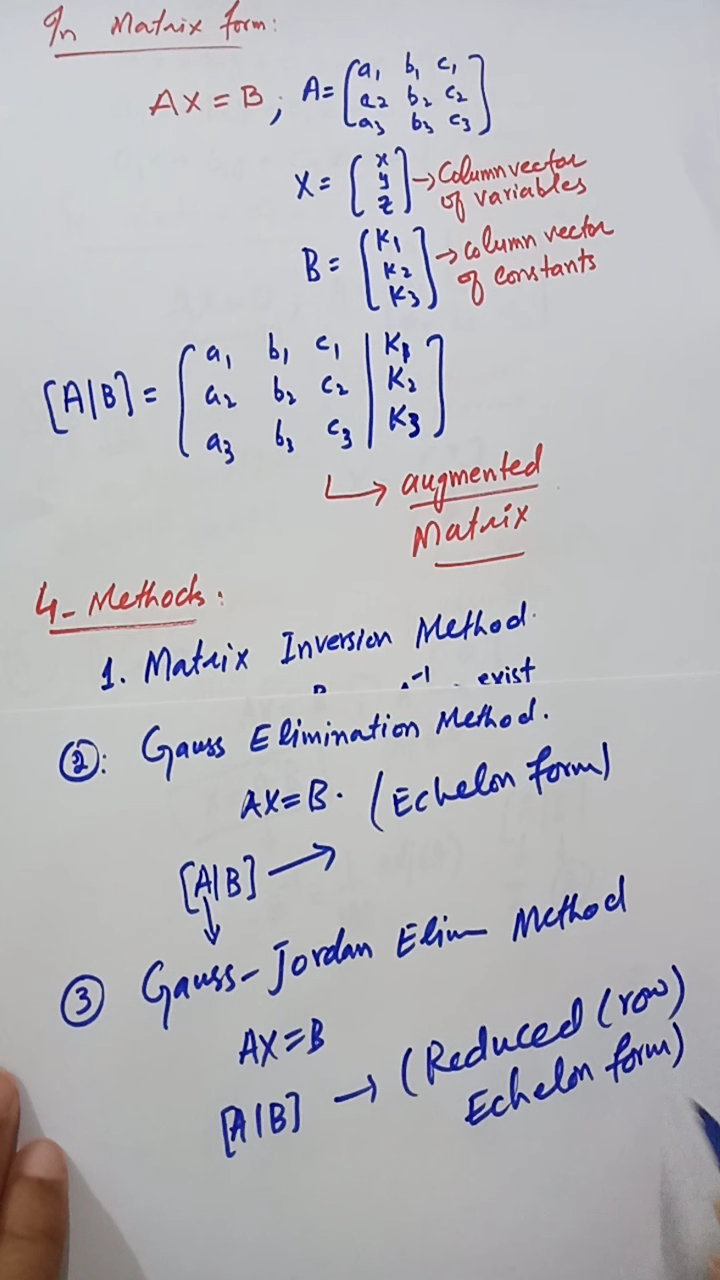 In Matrix form:
AX = B ; A = [a₁ b₁ c₁
a₂ b₂ c₂
a₃ b₃ c₃]
X = [x
y
z] → Column vector of variables
B = [K₁
K₂
K₃] → column vector of constants
[A|B] = [a₁ b₁ c₁ | K₁
a₂ b₂ c₂ | K₂
a₃ b₃ c₃ | K₃]
↳ augmented
Matrix
4- Methods:
1. Matrix Inversion Method.
⁻¹ exist
②: Gauss Elimination Method.
AX=B. (Echelon form)
[A|B] →
↓
③ Gauss-Jordan Elim Method
AX=B
[A|B] → (Reduced (row)
Echelon form)